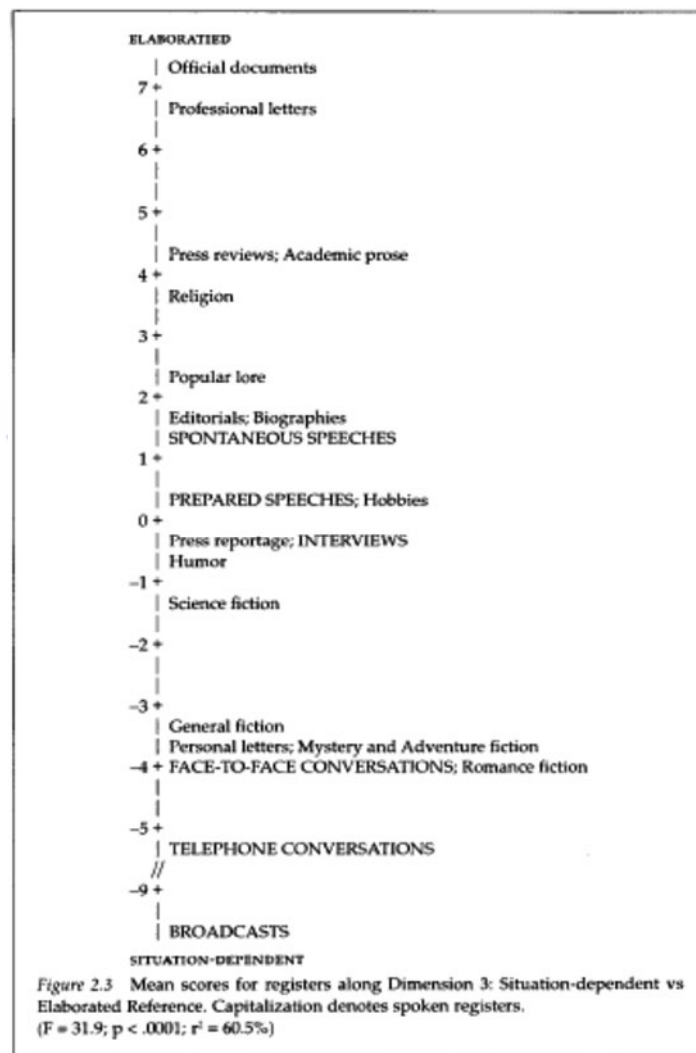 ELABORATIED
Official documents
7
Professional letters
6
5
Press reviews; Academic prose
4
Religion
3
Popular lore
2
Editorials; Biographies
SPONTANEOUS SPEECHES
1
PREPARED SPEECHES; Hobbies
0
Press reportage; INTERVIEWS
Humor
–1
Science fiction
–2
–3
General fiction
Personal letters; Mystery and Adventure fiction
–4 FACE-TO-FACE CONVERSATIONS; Romance fiction
–5
TELEPHONE CONVERSATIONS
//
–9
BROADCASTS
SITUATION-DEPENDENT
Figure 2.3 Mean scores for registers along Dimension 3: Situation-dependent vs
Elaborated Reference. Capitalization denotes spoken registers.
(F = 31.9; p < .0001; r² = 60.5%)